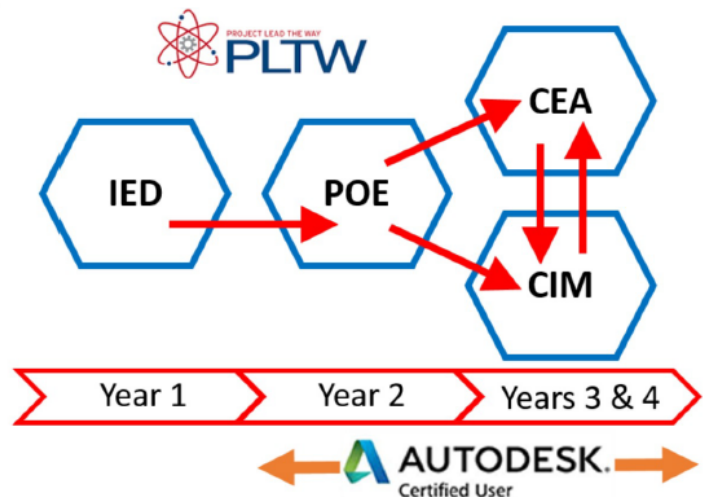 PROJECT LEAD THE WAY
PLTW
CEA
IED
POE
CIM
Year 1
Year 2
Years 3 & 4
AUTODESK.
Certified User